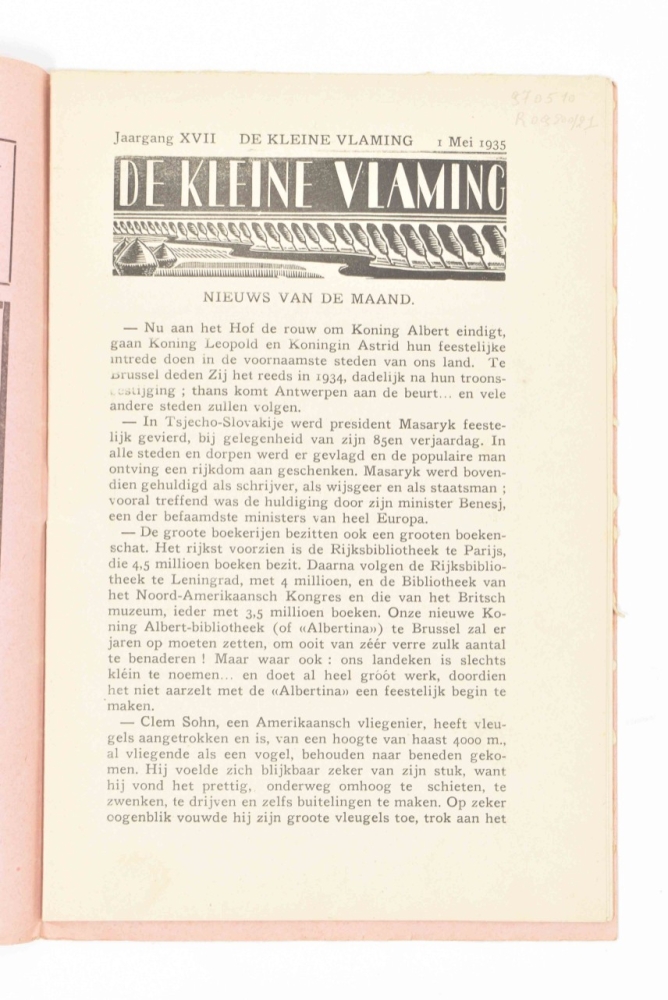 Jaargang XVII DE KLEINE VLAMING 1 Mei 1935
DE KLEINE VLAMING
NIEUWS VAN DE MAAND.
— Nu aan het Hof de rouw om Koning Albert eindigt,
gaan Koning Leopold en Koningin Astrid hun feestelijke
intrede doen in de voornaamste steden van ons land. Te
Brussel deden Zij het reeds in 1934, dadelijk na hun troons-
bestijging ; thans komt Antwerpen aan de beurt... en vele
andere steden zullen volgen.
— In Tsjecho-Slovakije werd president Masaryk feeste-
lijk gevierd, bij gelegenheid van zijn 85en verjaardag. In
alle steden en dorpen werd er gevlagd en de populaire man
ontving een rijkdom aan geschenken. Masaryk werd boven-
dien gehuldigd als schrijver, als wijsgeer en als staatsman ;
vooral treffend was de huldiging door zijn minister Benesj,
een der befaamdste ministers van heel Europa.
— De groote boekerijen bezitten ook een grooten boeken-
schat. Het rijkst voorzien is de Rijksbibliotheek te Parijs,
die 4,5 millioen boeken bezit. Daarna volgen de Rijksbiblio-
theek te Leningrad, met 4 millioen, en de Bibliotheek van
het Noord-Amerikaansch Kongres en die van het Britsch
muzeum, ieder met 3,5 millioen boeken. Onze nieuwe Ko-
ning Albert-bibliotheek (of «Albertina») te Brussel zal er
jaren op moeten zetten, om ooit van zéér verre zulk aantal
te benaderen ! Maar waar ook : ons landeken is slechts
kléin te noemen... en doet al heel gróót werk, doordien
het niet aarzelt met de «Albertina» een feestelijk begin te
maken.
— Clem Sohn, een Amerikaansch vliegenier, heeft vleu-
gels aangetrokken en is, van een hoogte van haast 4000 m.,
al vliegende als een vogel, behouden naar beneden geko-
men. Hij voelde zich blijkbaar zeker van zijn stuk, want
hij vond het prettig, onderweg omhoog te schieten, te
zwenken, te drijven en zelfs buitelingen te maken. Op zeker
oogenblik vouwde hij zijn groote vleugels toe, trok aan het